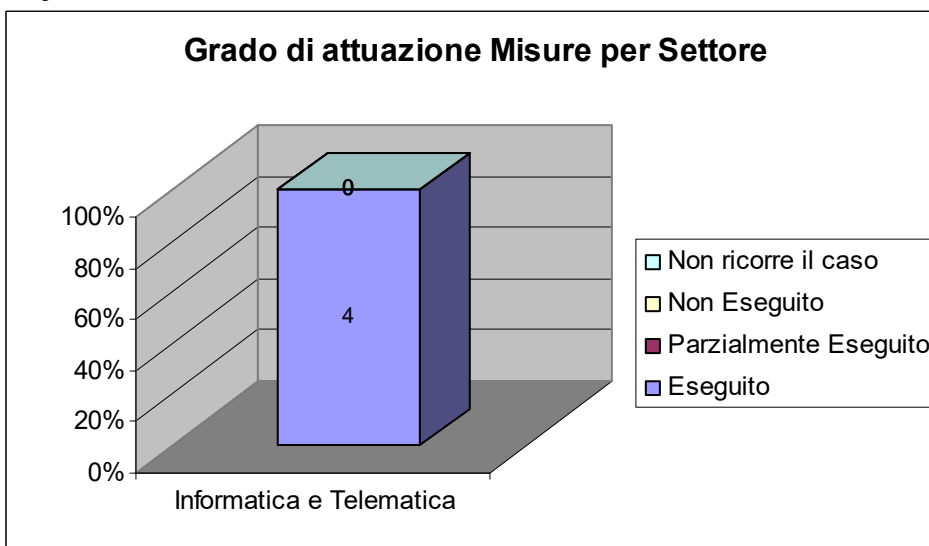 Grado di attuazione Misure per Settore
100%
80%
60%
40%
20%
0%
0
4
Informatica e Telematica
Non ricorre il caso
Non Eseguito
Parzialmente Eseguito
Eseguito